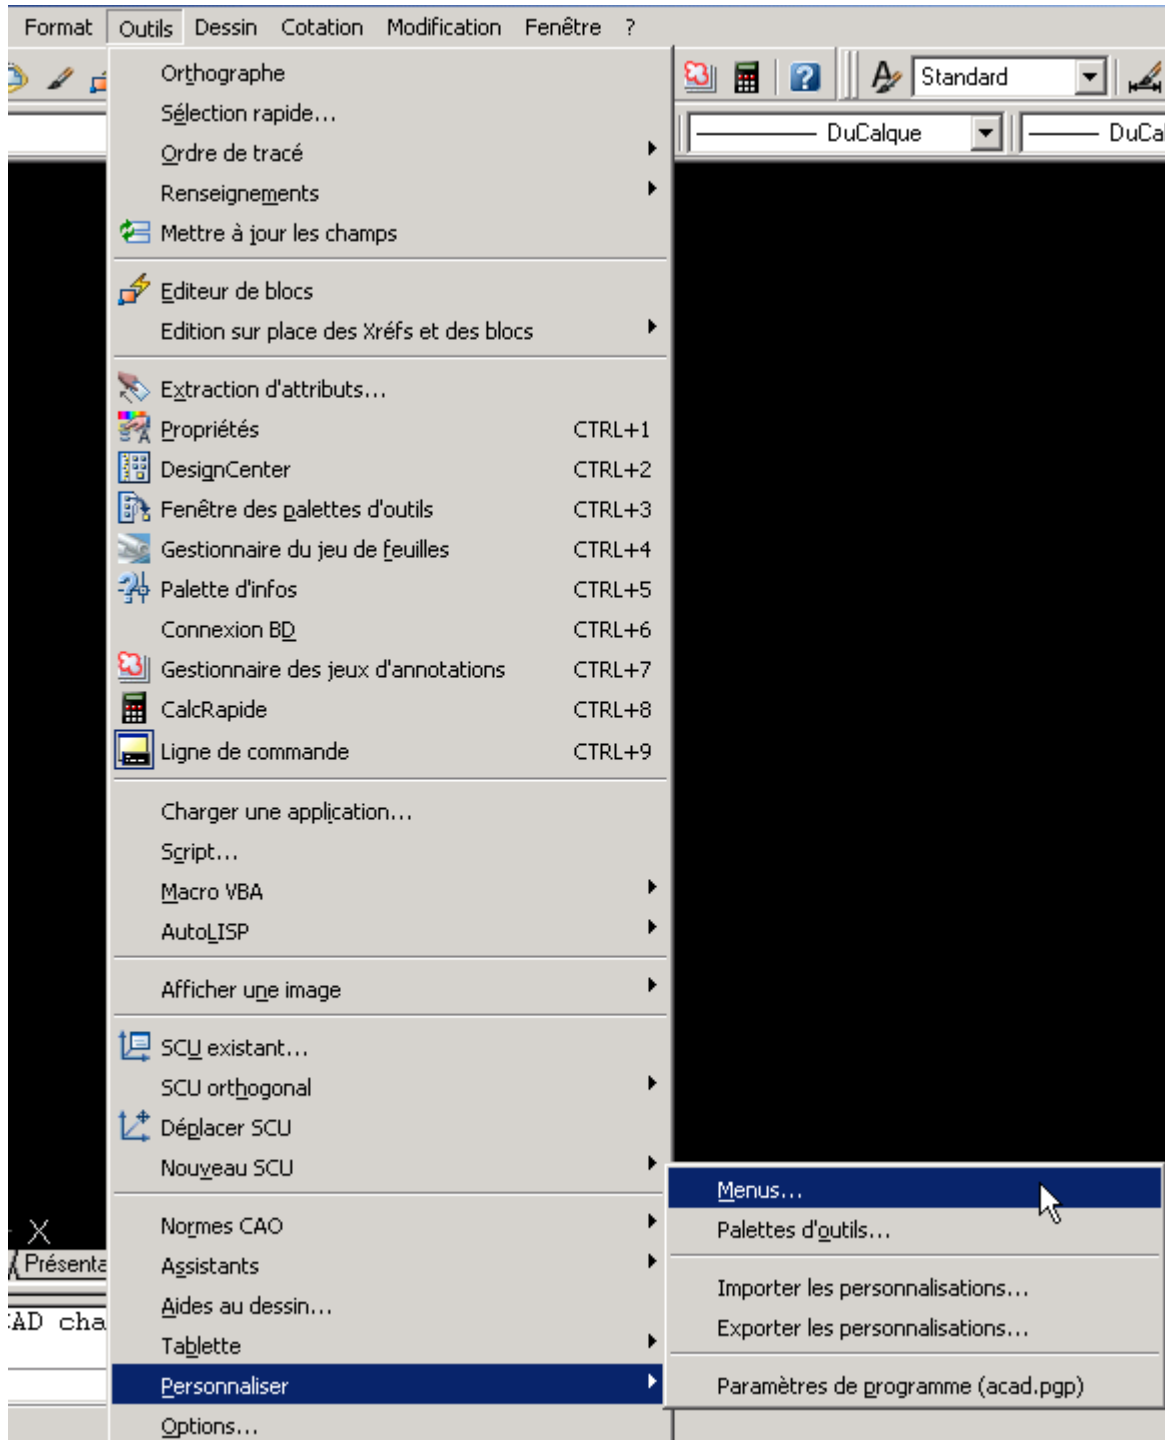 Format Outils Dessin Cotation Modification Fenêtre ?
Standard
DuCalque
DuCa
Orthographe
Sélection rapide...
Ordre de tracé
Renseignements
Mettre à jour les champs
Editeur de blocs
Edition sur place des Xréfs et des blocs
Extraction d'attributs...
Propriétés CTRL+1
DesignCenter CTRL+2
Fenêtre des palettes d'outils CTRL+3
Gestionnaire du jeu de feuilles CTRL+4
Palette d'infos CTRL+5
Connexion BD CTRL+6
Gestionnaire des jeux d'annotations CTRL+7
CalcRapide CTRL+8
Ligne de commande CTRL+9
Charger une application...
Script...
Macro VBA
AutoLISP
Afficher une image
SCU existant...
SCU orthogonal
Déplacer SCU
Nouveau SCU
Normes CAO
Assistants
Aides au dessin...
Tablette
Personnaliser
Options...
Menus...
Palettes d'outils...
Importer les personnalisations...
Exporter les personnalisations...
Paramètres de programme (acad.pgp)
X
Présenta
AD cha